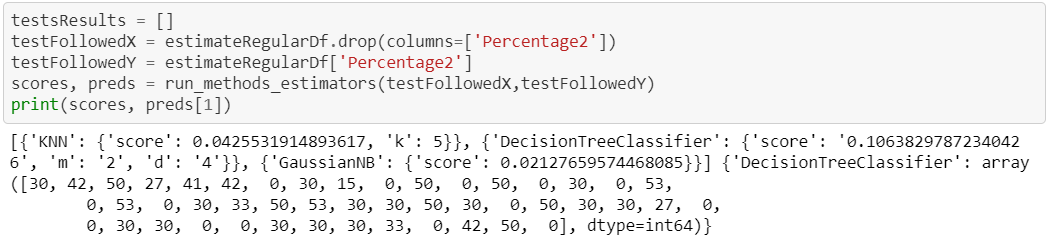 testsResults = []
testFollowedX = estimateRegularDf.drop(columns=['Percentage2'])
testFollowedY = estimateRegularDf['Percentage2']
scores, preds = run_methods_estimators(testFollowedX,testFollowedY)
print(scores, preds[1])
[{'KNN': {'score': 0.0425531914893617, 'k': 5}}, {'DecisionTreeClassifier': {'score': '0.1063829787234042
6', 'm': '2', 'd': '4'}}, {'GaussianNB': {'score': 0.02127659574468085}}] {'DecisionTreeClassifier': array
([30, 42, 50, 27, 41, 42,  0, 30, 15,  0, 50,  0, 50,  0, 30,  0, 53,
0, 53,  0, 30, 33, 50, 53, 30, 30, 50, 30,  0, 50, 30, 30, 27,  0,
0, 30, 30,  0,  0, 30, 30, 30, 33,  0, 42, 50,  0], dtype=int64)}